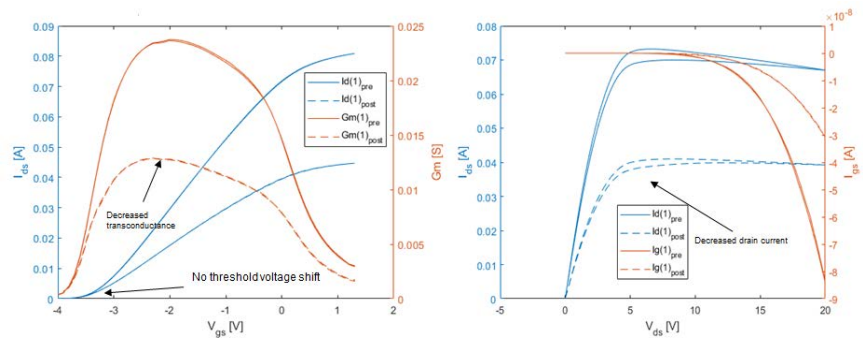 0.09
0.08
0.07
0.06
0.05
0.04
0.03
0.02
0.01
0
I_ds [A]
-4
-3
-2
-1
0
1
2
V_gs [V]
0.025
0.02
0.015
0.01
0.005
0
Gm [S]
Id(1)_pre
Id(1)_post
Gm(1)_pre
Gm(1)_post
Decreased
transconductance
No threshold voltage shift
0.08
0.07
0.06
0.05
0.04
0.03
0.02
0.01
0
I_ds [A]
-5
0
5
10
15
20
V_ds [V]
×10^-8
1
0
-1
-2
-3
-4
-5
-6
-7
-8
-9
I_gs [A]
Id(1)_pre
Id(1)_post
Ig(1)_pre
Ig(1)_post
Decreased drain current